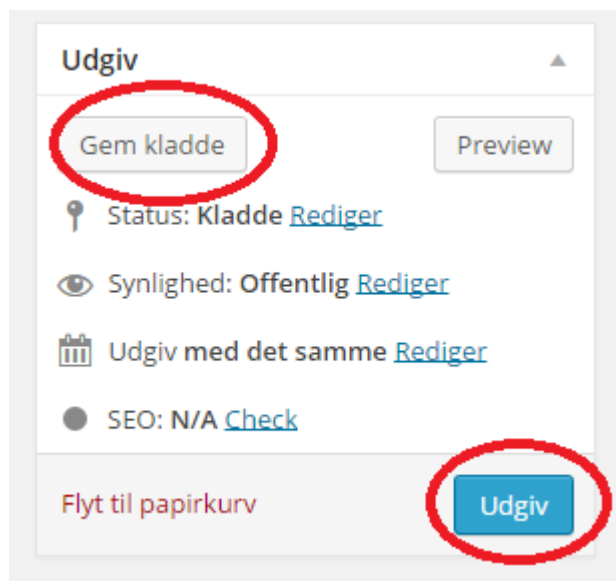 Udgiv
Gem kladde Preview
Status: Kladde Rediger
Synlighed: Offentlig Rediger
Udgiv med det samme Rediger
SEO: N/A Check
Flyt til papirkurv Udgiv